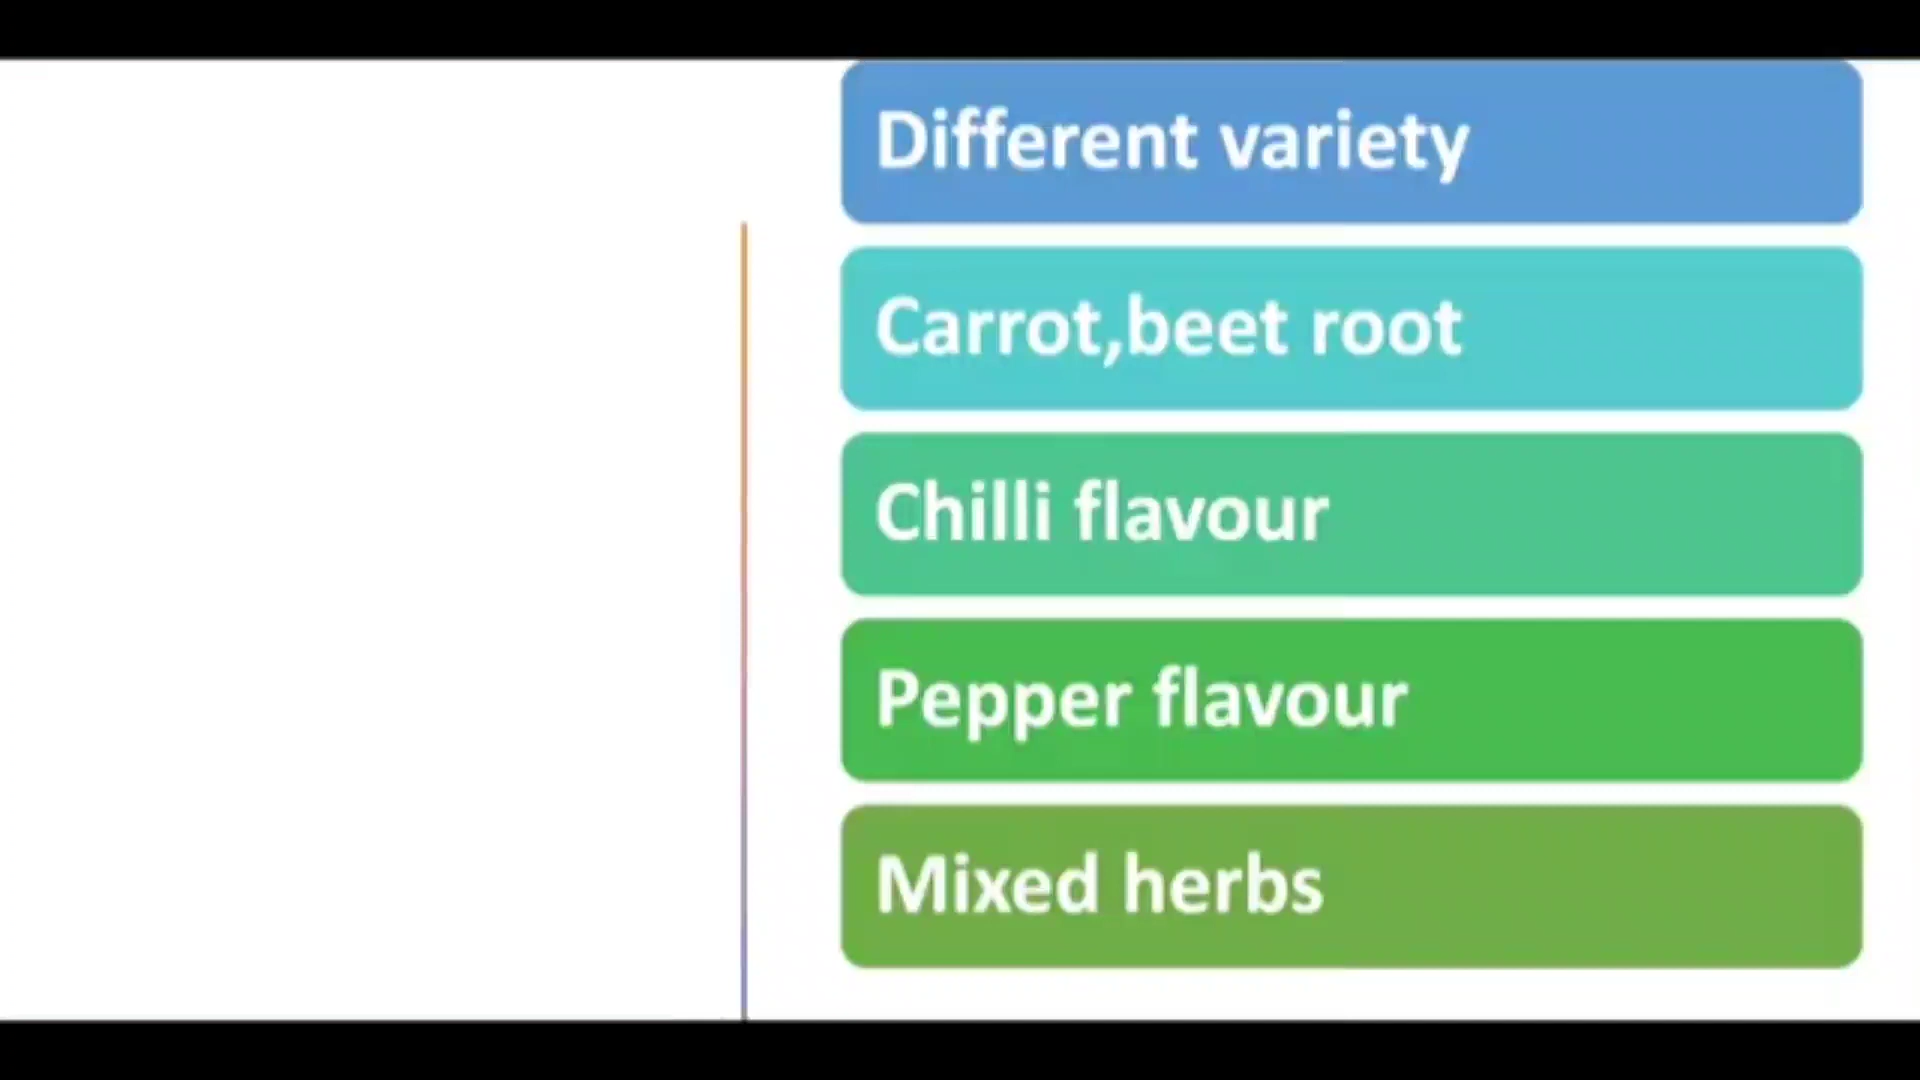 Different variety
Carrot,beet root
Chilli flavour
Pepper flavour
Mixed herbs